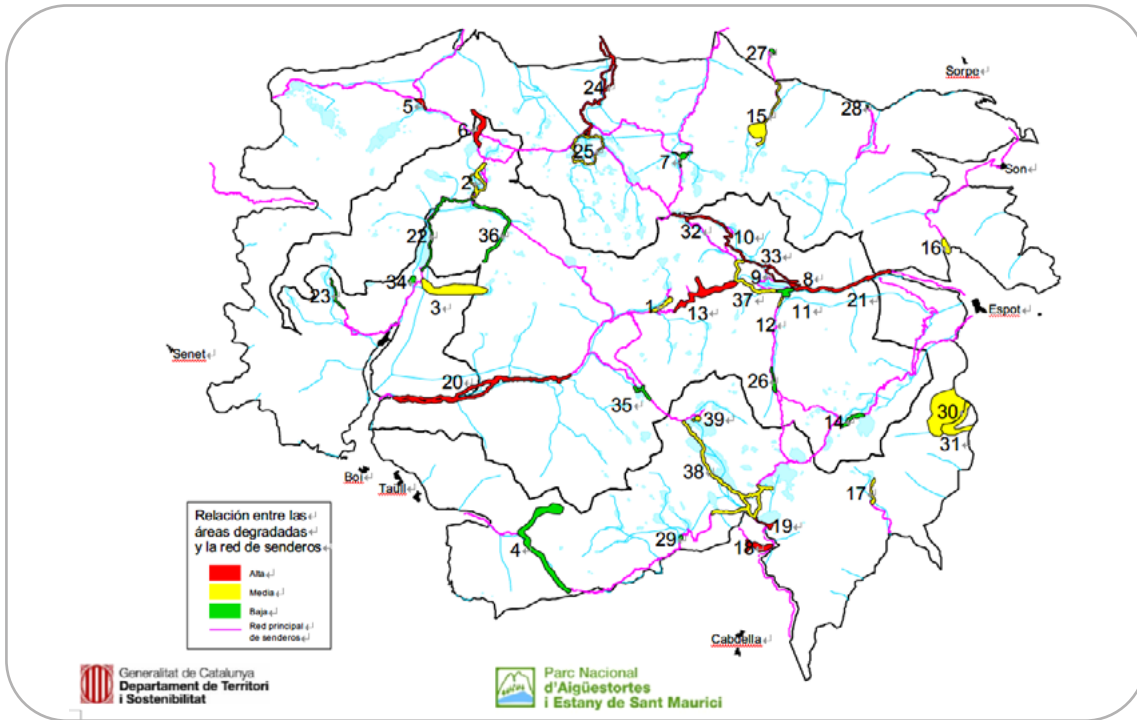 27
Sorpe
24
5
15
28
6
25
7
Son
2
22
36
32
10
16
33
34
9
8
23
3
1
13
37
11
21
12
Espot
Senet
20
26
35
39
14
30
31
38
Boí
Taüll
17
4
29
19
18
Relación entre las
áreas degradadas
y la red de senderos
Alta
Media
Baja
Red principal
de senderos
Cabdella
Generalitat de Catalunya
Departament de Territori
i Sostenibilitat
Parc Nacional
d'Aigüestortes
i Estany de Sant Maurici